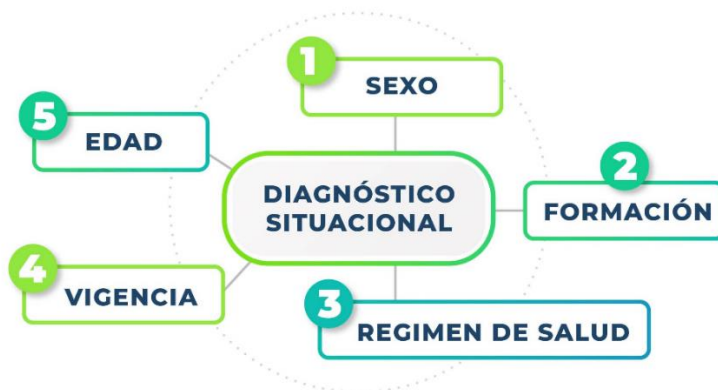 1
SEXO
2
FORMACIÓN
3
REGIMEN DE SALUD
4
VIGENCIA
5
EDAD
DIAGNÓSTICO
SITUACIONAL